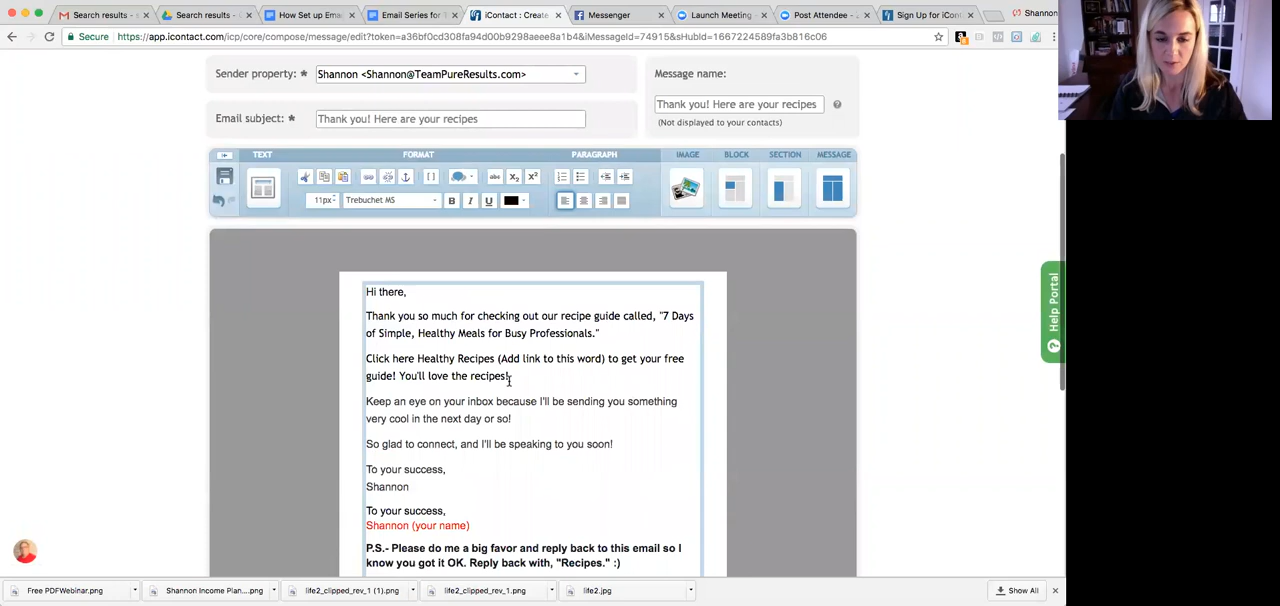 Search results -
Search results -
How Set up Ema
Email Series for T
iContact : Create
Messenger
Launch Meeting -
Post Attendee -
Sign Up for iCont
Shannon
Secure
https://app.icontact.com/icp/core/compose/message/edit?token=a36bf0cd308fa94d00b9298aeee8a1b4&iMessageId=74915&sHubId=1667224589fa3b816c06
Sender property: *
Shannon <Shannon@TeamPureResults.com>
Message name:
Email subject: *
Thank you! Here are your recipes
Thank you! Here are your recipes
(Not displayed to your contacts)
TEXT
FORMAT
PARAGRAPH
IMAGE
BLOCK
SECTION
MESSAGE
11px
Trebuchet MS
B I U
Help Portal
Hi there,
Thank you so much for checking out our recipe guide called, "7 Days
of Simple, Healthy Meals for Busy Professionals."
Click here Healthy Recipes (Add link to this word) to get your free
guide! You'll love the recipes!
Keep an eye on your inbox because I'll be sending you something
very cool in the next day or so!
So glad to connect, and I'll be speaking to you soon!
To your success,
Shannon
To your success,
Shannon (your name)
P.S.- Please do me a big favor and reply back to this email so I
know you got it OK. Reply back with, "Recipes." :)
Free PDFWebinar.png
Shannon Income Plan....png
life2_clipped_rev_1 (1).png
life2_clipped_rev_1.png
life2.jpg
Show All